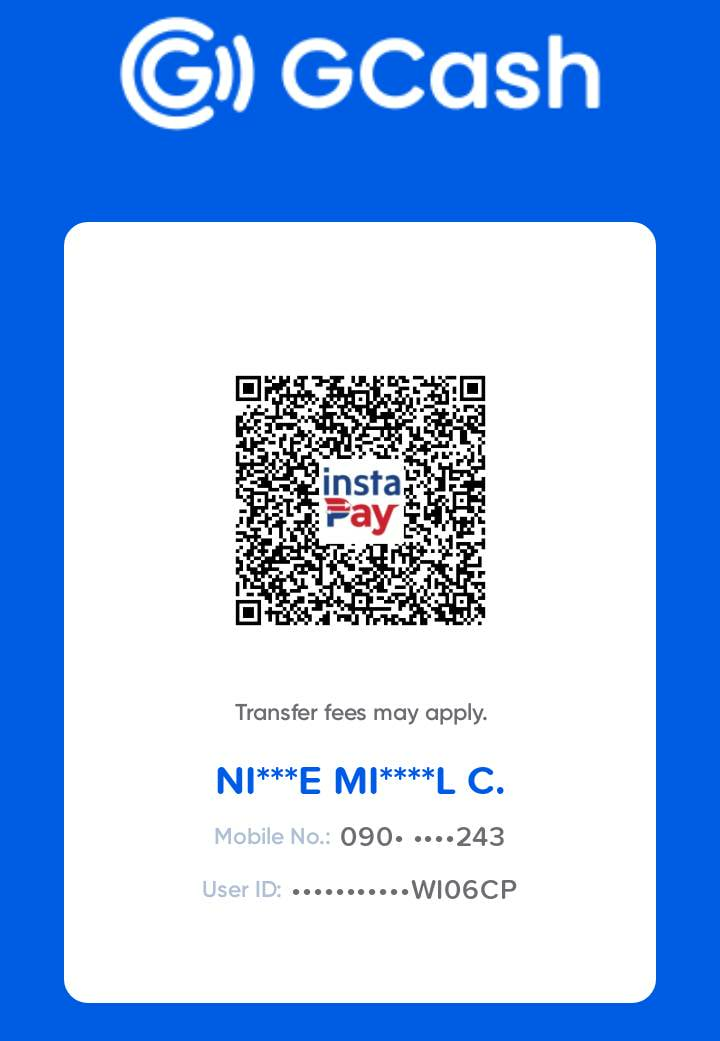 GCash
insta
Pay
Transfer fees may apply.
NI***E MI****L C.
Mobile No.: 090• ••••243
User ID: •••••••••••WI06CP